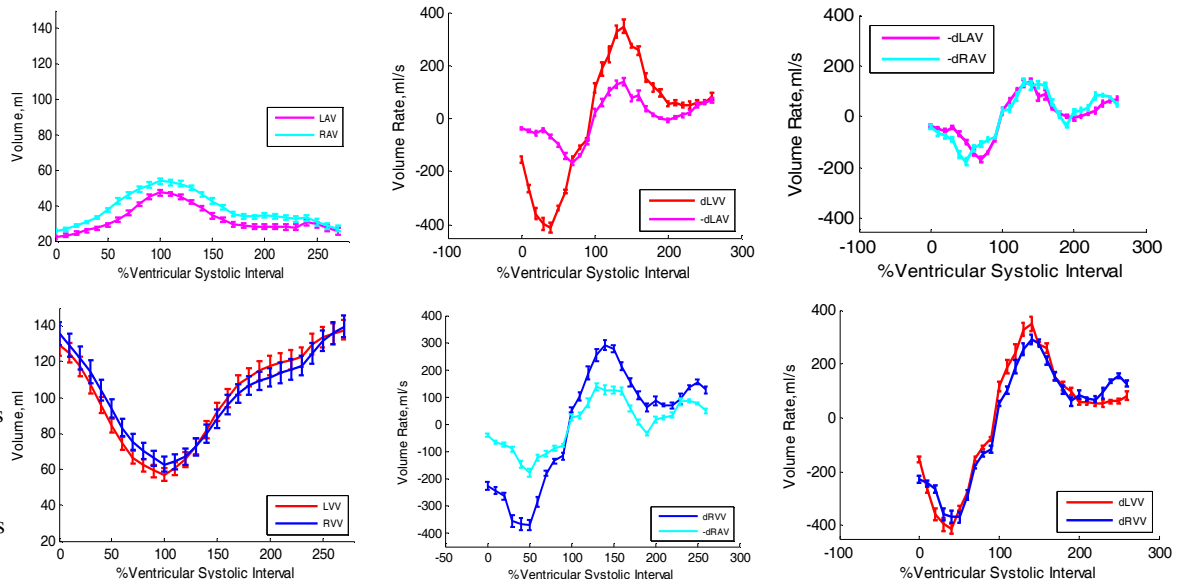 140
120
100
80
60
40
20
0
50
100
150
200
250
Volume,ml
%Ventricular Systolic Interval
LAV
RAV
400
200
0
-200
-400
-100
0
100
200
300
Volume Rate,ml/s
%Ventricular Systolic Interval
dLVV
-dLAV
400
200
0
-200
-400
-100
0
100
200
300
Volume Rate,ml/s
%Ventricular Systolic Interval
-dLAV
-dRAV
140
120
100
80
60
40
20
0
50
100
150
200
250
Volume,ml
%Ventricular Systolic Interval
LVV
RVV
s
s
400
300
200
100
0
-100
-200
-300
-400
-50
0
50
100
150
200
250
300
Volume Rate,ml/s
%Ventricular Systolic Interval
dRVV
-dRAV
400
200
0
-200
-400
-100
0
100
200
300
Volume Rate,ml/s
%Ventricular Systolic Interval
dLVV
dRVV